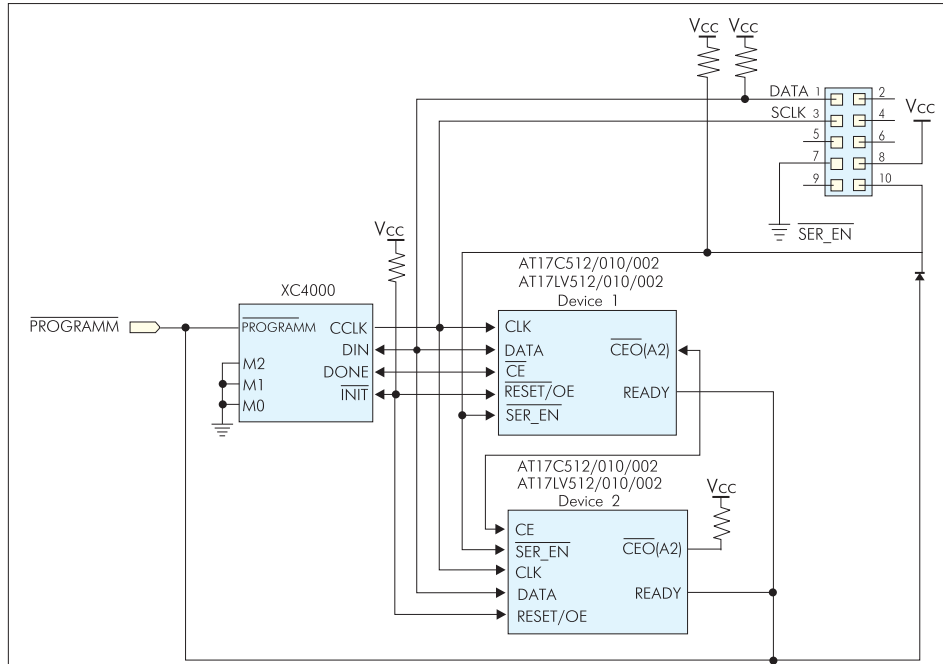 Vcc Vcc
DATA 1 2
SCLK 3 4
Vcc
5 6
7 8
9 10
SER_EN
Vcc
AT17C512/010/002
AT17LV512/010/002
Device 1
XC4000
PROGRAMM
PROGRAMM CCLK
DIN
M2 DONE
M1 INIT
M0
CLK
DATA CEO(A2)
CE
RESET/OE READY
SER_EN
AT17C512/010/002
AT17LV512/010/002
Device 2
Vcc
CE
SER_EN CEO(A2)
CLK
DATA READY
RESET/OE